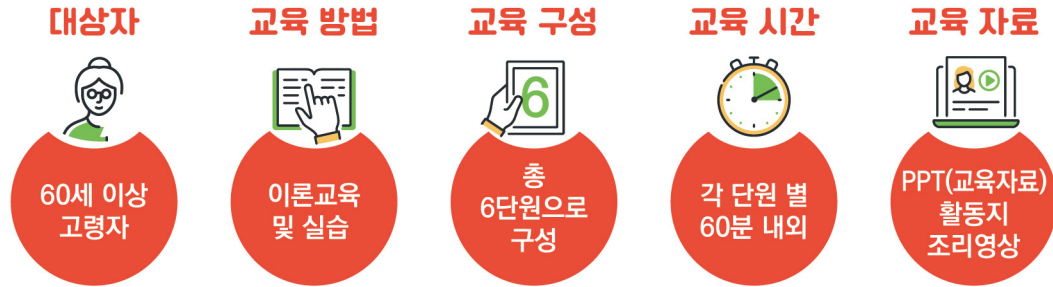 대상자
교육 방법
교육 구성
교육 시간
교육 자료
6
60세 이상
고령자
이론교육
및 실습
총
6단원으로
구성
각 단원 별
60분 내외
PPT(교육자료)
활동지
조리영상